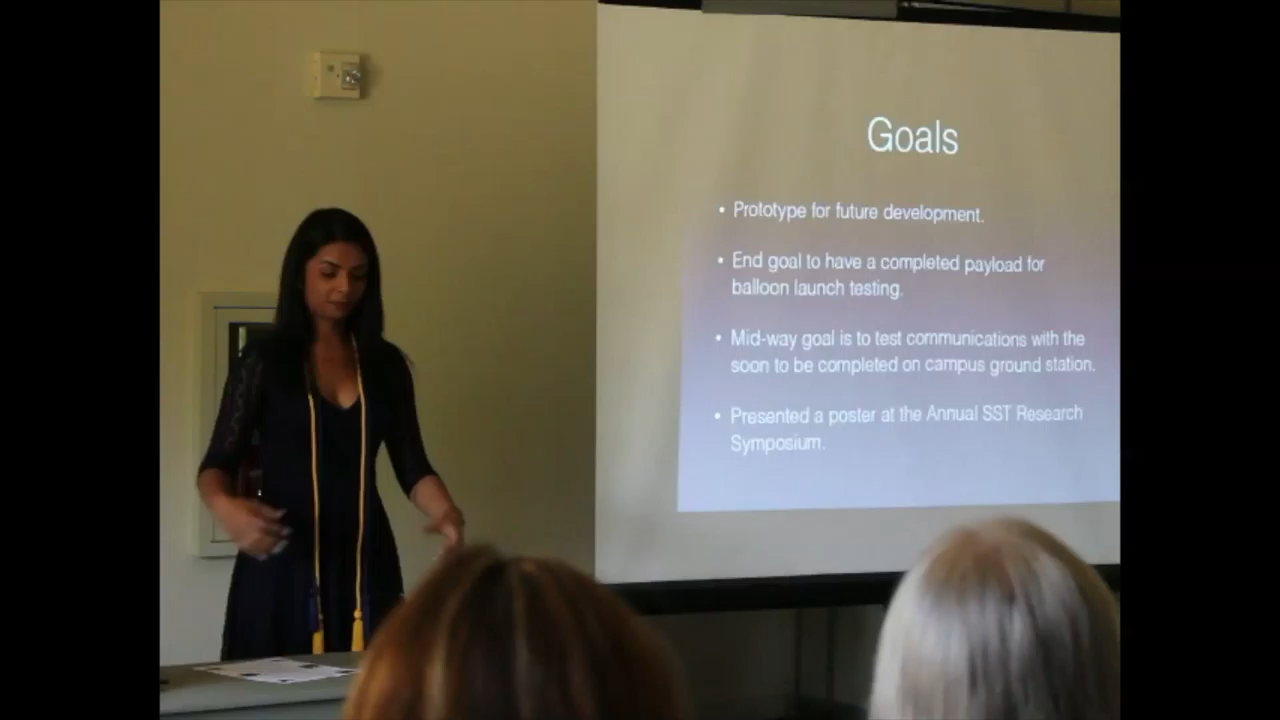 Goals
• Prototype for future development.
• End goal to have a completed payload for
balloon launch testing.
• Mid-way goal is to test communications with the
soon to be completed on campus ground station.
• Presented a poster at the Annual SST Research
Symposium.